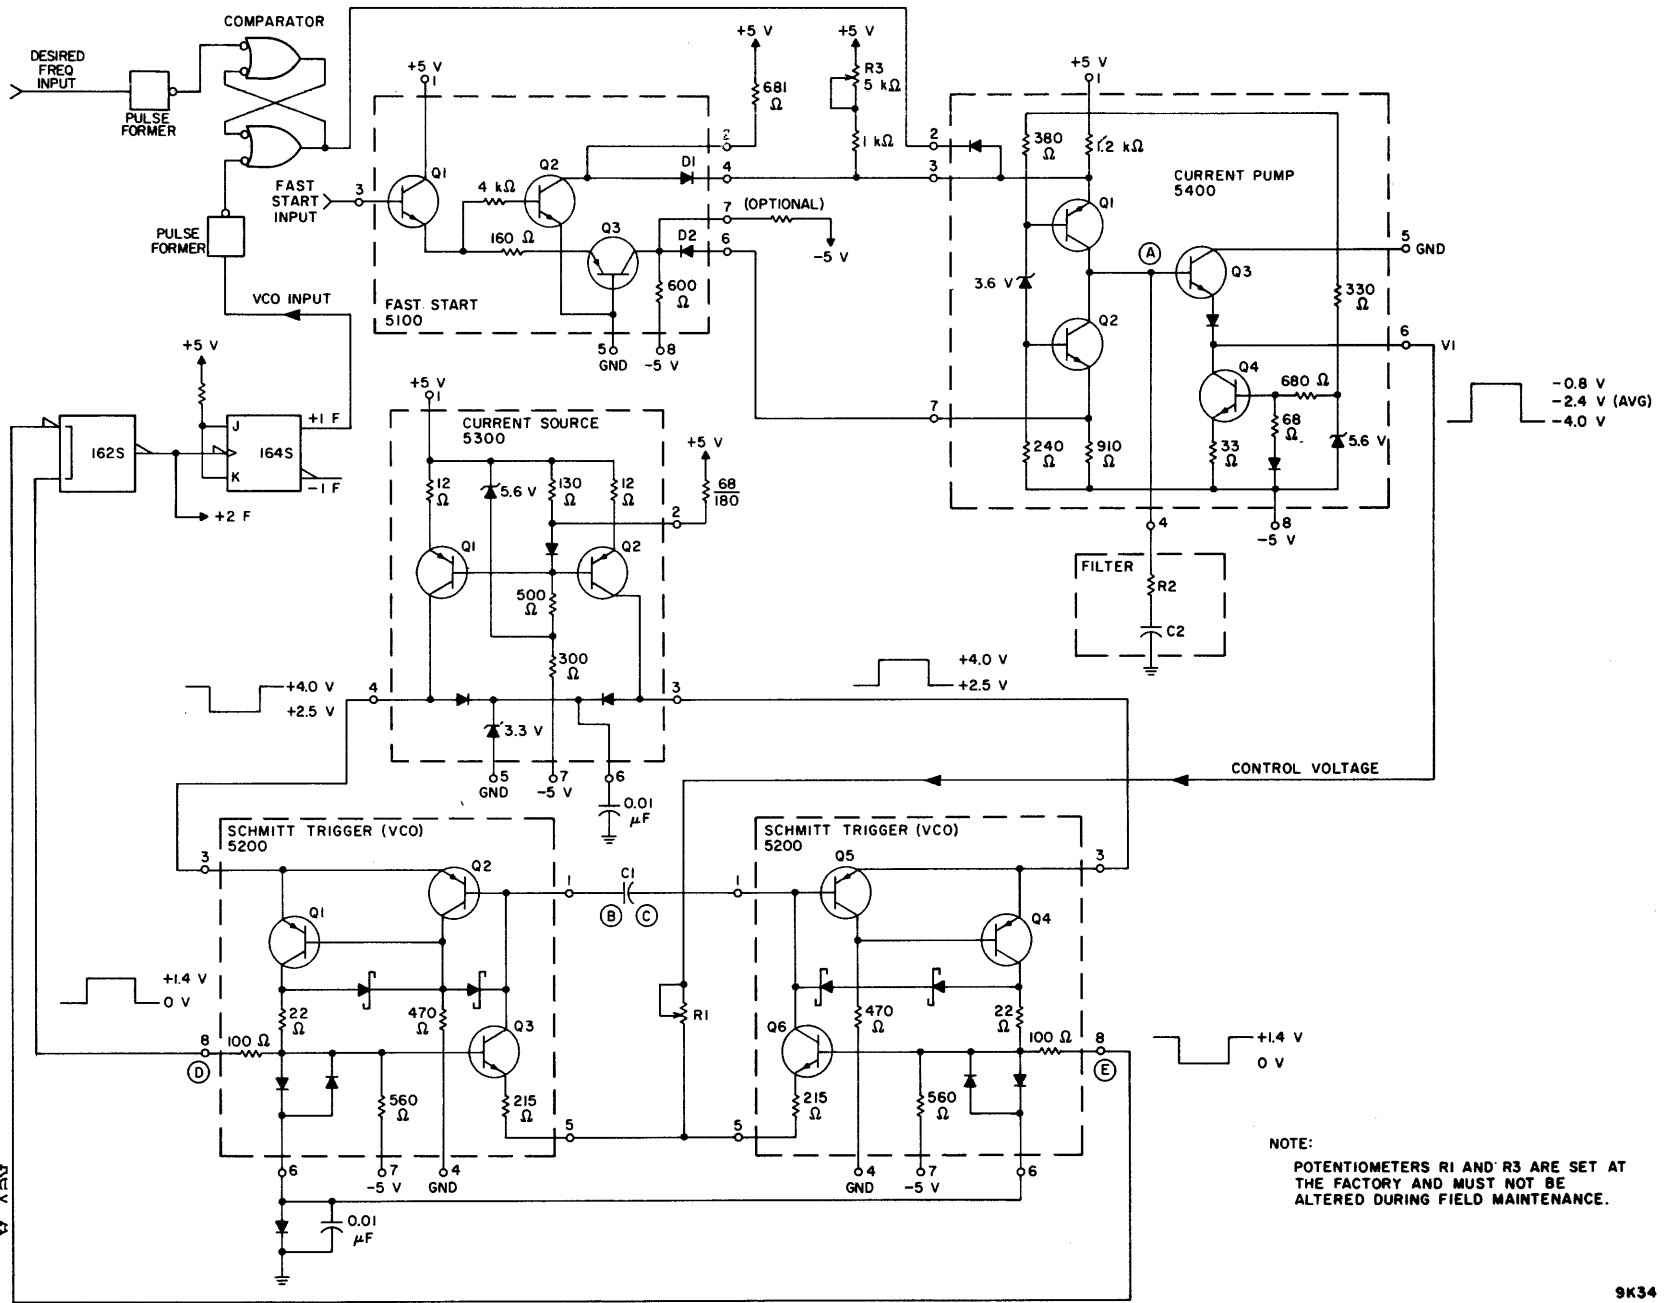 COMPARATOR
DESIRED
FREQ
INPUT
PULSE
FORMER
FAST
START
INPUT
3
PULSE
FORMER
VCO INPUT
+5 V
1
Q1
4 kΩ
Q2
160 Ω
Q3
D1
D2
600
Ω
FAST START
5100
2
4
7
6
5
GND
8
-5 V
+5 V
681
Ω
(OPTIONAL)
-5 V
+5 V
R3
5 kΩ
1 kΩ
+5 V
1
2
3
7
380
Ω
1.2 kΩ
CURRENT PUMP
5400
Q1
A
Q3
3.6 V
Q2
330
Ω
Q4
680 Ω
68
Ω
5.6 V
240
Ω
910
Ω
33
Ω
5
GND
6
V1
-0.8 V
-2.4 V (AVG)
-4.0 V
4
8
-5 V
FILTER
R2
C2
+5 V
162S
J
K
164S
+1 F
-1 F
+2 F
+5 V
1
CURRENT SOURCE
5300
12
Ω
5.6 V
130
Ω
12
Ω
+5 V
68
180
2
Q1
Q2
500
Ω
300
Ω
4
3
3.3 V
5
GND
7
-5 V
6
0.01
µF
+4.0 V
+2.5 V
+4.0 V
+2.5 V
CONTROL VOLTAGE
SCHMITT TRIGGER (VCO)
5200
3
Q2
Q1
1
22
Ω
470
Ω
Q3
100 Ω
8
D
560
Ω
215
Ω
5
6
7
-5 V
4
GND
+1.4 V
0 V
0.01
µF
C1
B
C
R1
SCHMITT TRIGGER (VCO)
5200
1
Q5
Q4
3
Q6
470
Ω
22
Ω
100 Ω
8
E
215
Ω
560
Ω
5
4
GND
7
-5 V
6
+1.4 V
0 V
NOTE:
POTENTIOMETERS R1 AND R3 ARE SET AT
THE FACTORY AND MUST NOT BE
ALTERED DURING FIELD MAINTENANCE.
9K34